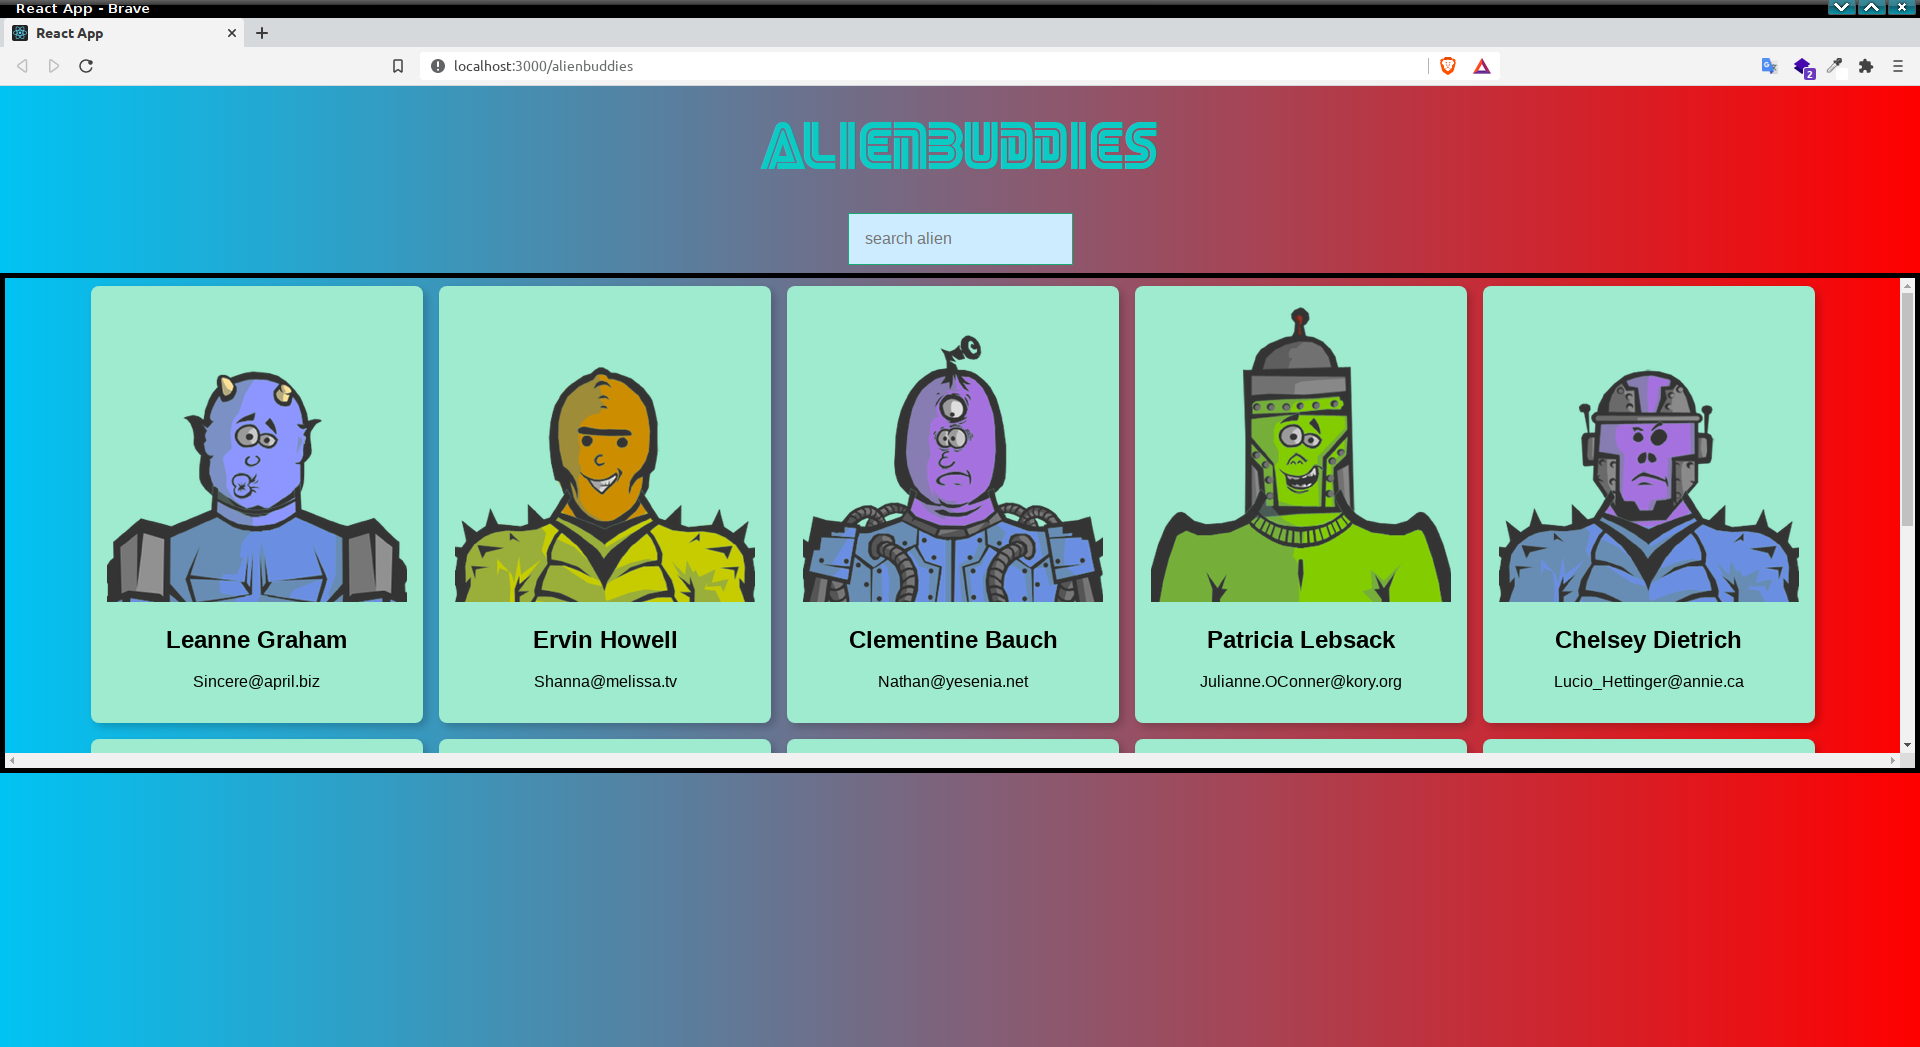 React App - Brave
React App
localhost:3000/alienbuddies
2
ALIENBUDDIES
search alien
Leanne Graham
Sincere@april.biz
Ervin Howell
Shanna@melissa.tv
Clementine Bauch
Nathan@yesenia.net
Patricia Lebsack
Julianne.OConner@kory.org
Chelsey Dietrich
Lucio_Hettinger@annie.ca